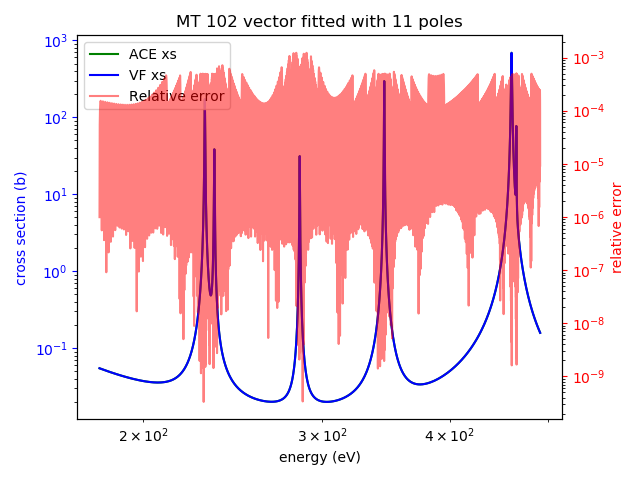 MT 102 vector fitted with 11 poles
ACE xs
VF xs
Relative error
cross section (b)
10³
10²
10¹
10⁰
10⁻¹
10⁻³
10⁻⁴
10⁻⁵
10⁻⁶
10⁻⁷
10⁻⁸
10⁻⁹
relative error
2 × 10²
3 × 10²
4 × 10²
energy (eV)